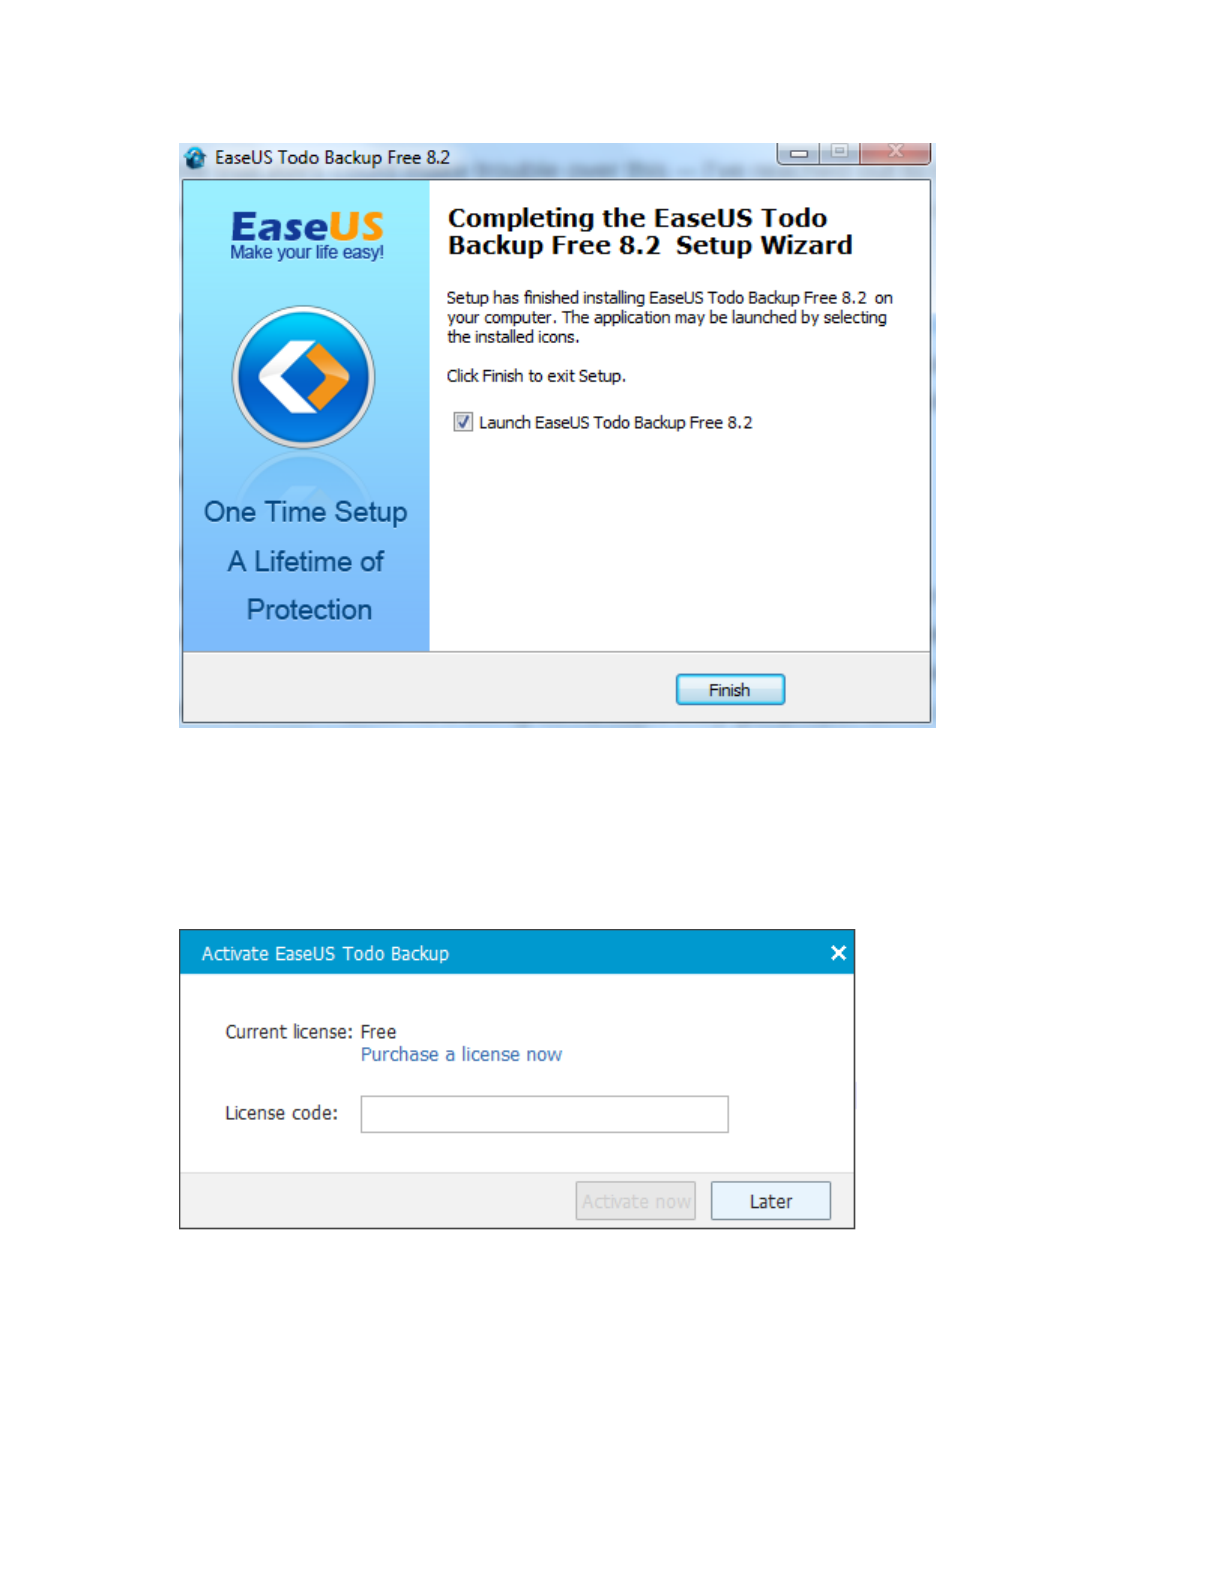 EaseUS Todo Backup Free 8.2
EaseUS
Make your life easy!
One Time Setup
A Lifetime of
Protection
Completing the EaseUS Todo
Backup Free 8.2 Setup Wizard
Setup has finished installing EaseUS Todo Backup Free 8.2 on
your computer. The application may be launched by selecting
the installed icons.
Click Finish to exit Setup.
Launch EaseUS Todo Backup Free 8.2
Finish
Activate EaseUS Todo Backup
Current license: Free
Purchase a license now
License code:
Activate now
Later